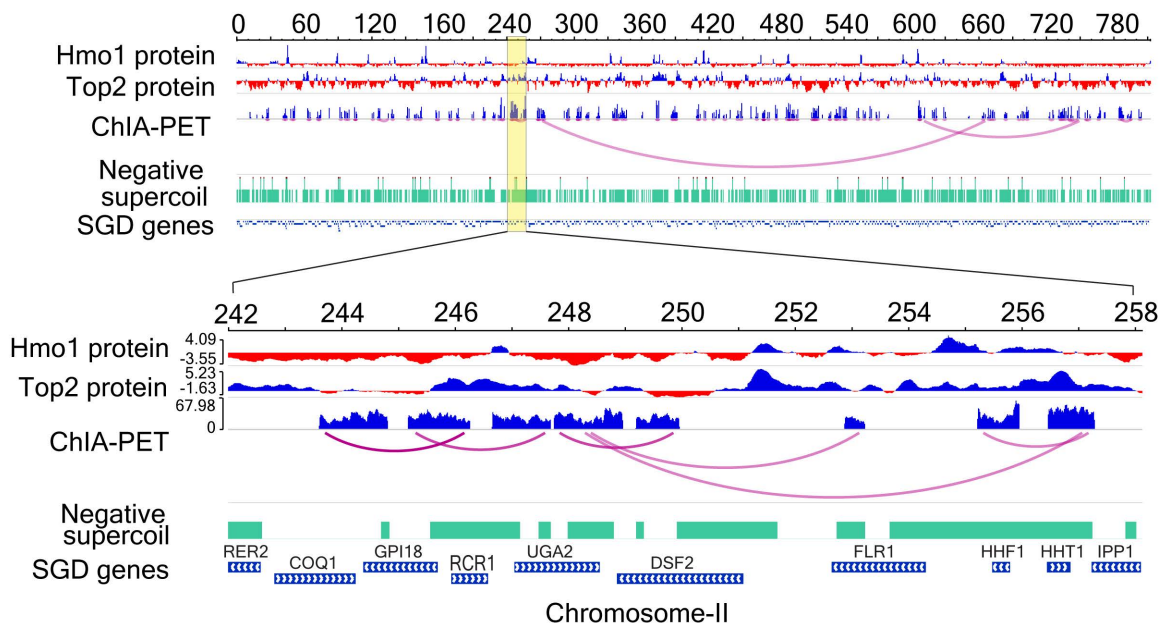 0 60 120 160 240 300 360 420 480 540 600 660 720 780
Hmo1 protein
Top2 protein
ChIA-PET
Negative
supercoil
SGD genes
242 244 246 248 250 252 254 256 258
Hmo1 protein 4.09
-3.55
Top2 protein 5.23
-1.63
67.98
ChIA-PET 0
Negative
supercoil
RER2 COQ1 GPI18 RCR1 UGA2 DSF2 FLR1 HHF1 HHT1 IPP1
SGD genes
Chromosome-II